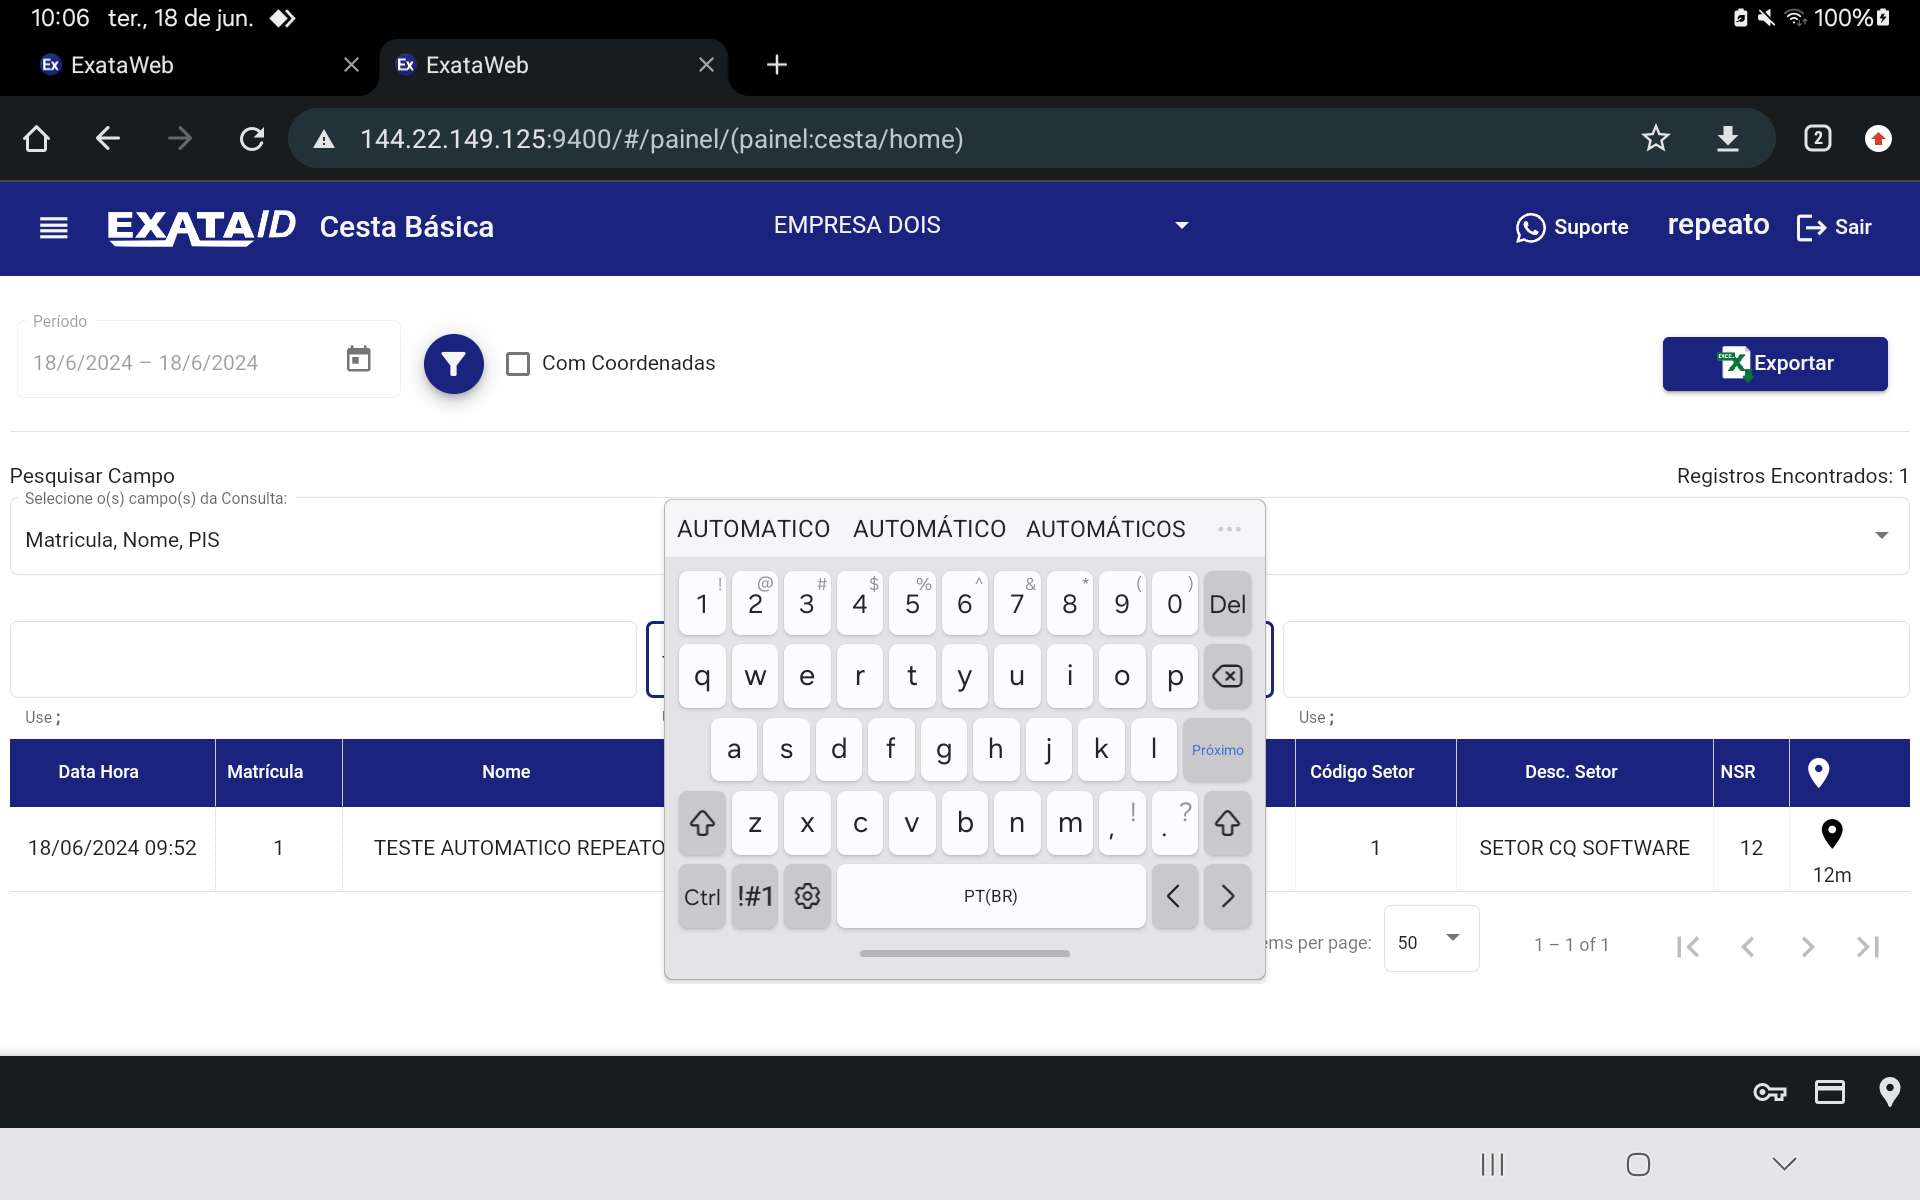 10:06 ter., 18 de jun. 100%
Ex ExataWeb
Ex ExataWeb
144.22.149.125:9400/#/painel/(painel:cesta/home)
2
EXATA ID Cesta Básica EMPRESA DOIS Suporte repeato Sair
Período
18/6/2024 – 18/6/2024
Com Coordenadas
Exportar
Pesquisar Campo
Registros Encontrados: 1
Selecione o(s) campo(s) da Consulta:
Matricula, Nome, PIS
AUTOMATICO AUTOMÁTICO AUTOMÁTICOS ...
! @ # $ % ^ & * ( )
1 2 3 4 5 6 7 8 9 0 Del
q w e r t y u i o p
a s d f g h j k l Próximo
z x c v b n m , ! . ?
Ctrl !#1 PT(BR) < >
Use ;
Use ;
Data Hora Matrícula Nome Código Setor Desc. Setor NSR
18/06/2024 09:52 1 TESTE AUTOMATICO REPEATO 1 SETOR CQ SOFTWARE 12
12m
ems per page: 50 1 – 1 of 1